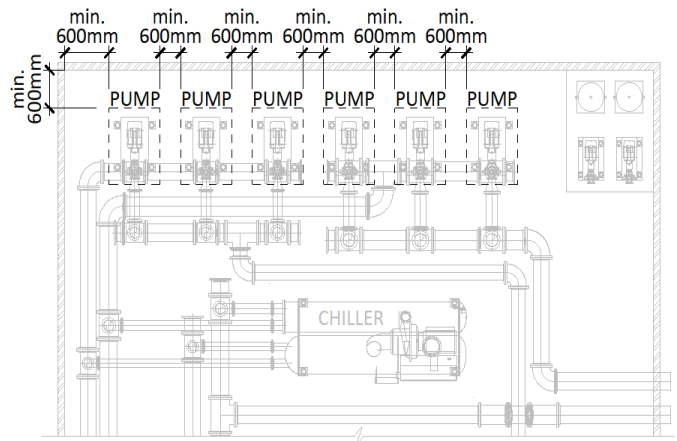 min. min. min. min. min. min.
600mm 600mm 600mm 600mm 600mm 600mm
min.
600mm
PUMP PUMP PUMP PUMP PUMP PUMP
CHILLER